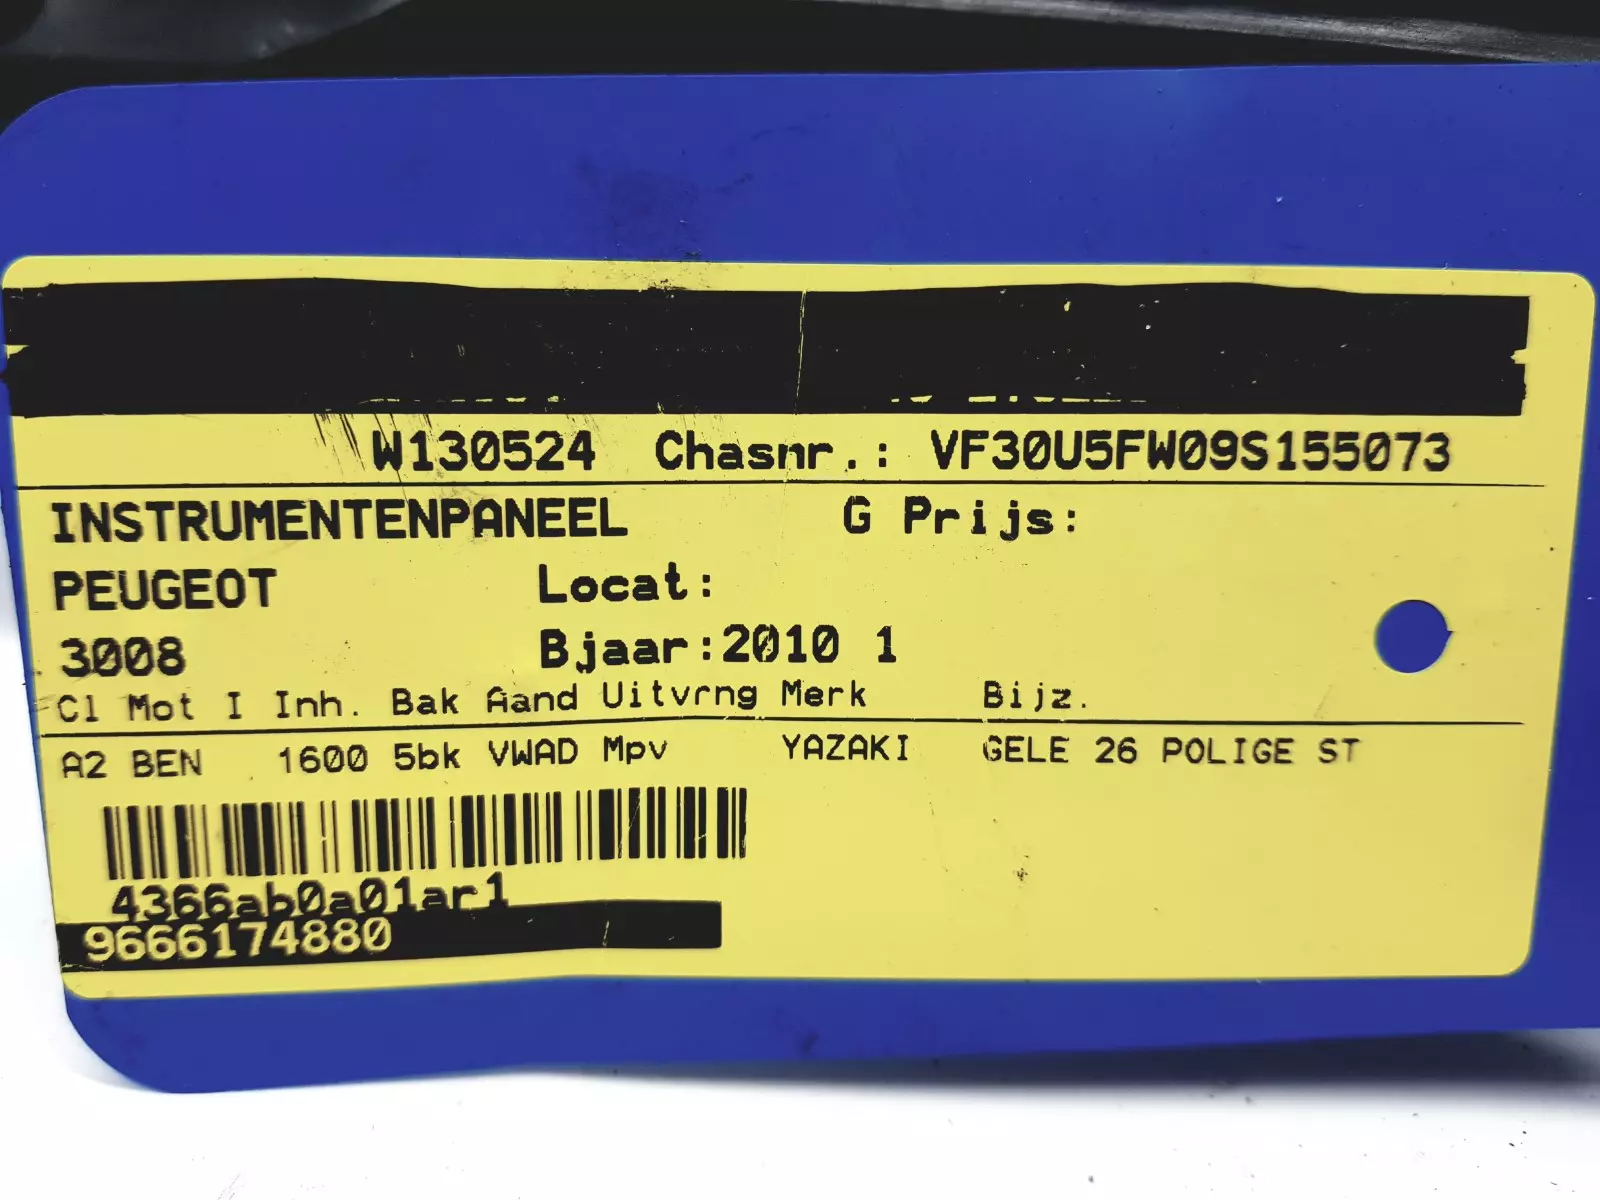 W130524 Chasnr.: VF30U5FW09S155073
INSTRUMENTENPANEEL G Prijs:
PEUGEOT Locat:
3008 Bjaar:2010 1
Cl Mot I Inh. Bak Aand Uitvrng Merk Bijz.
A2 BEN 1600 5bk VWAD Mpv YAZAKI GELE 26 POLIGE ST
4366ab0a01ar1
9666174880